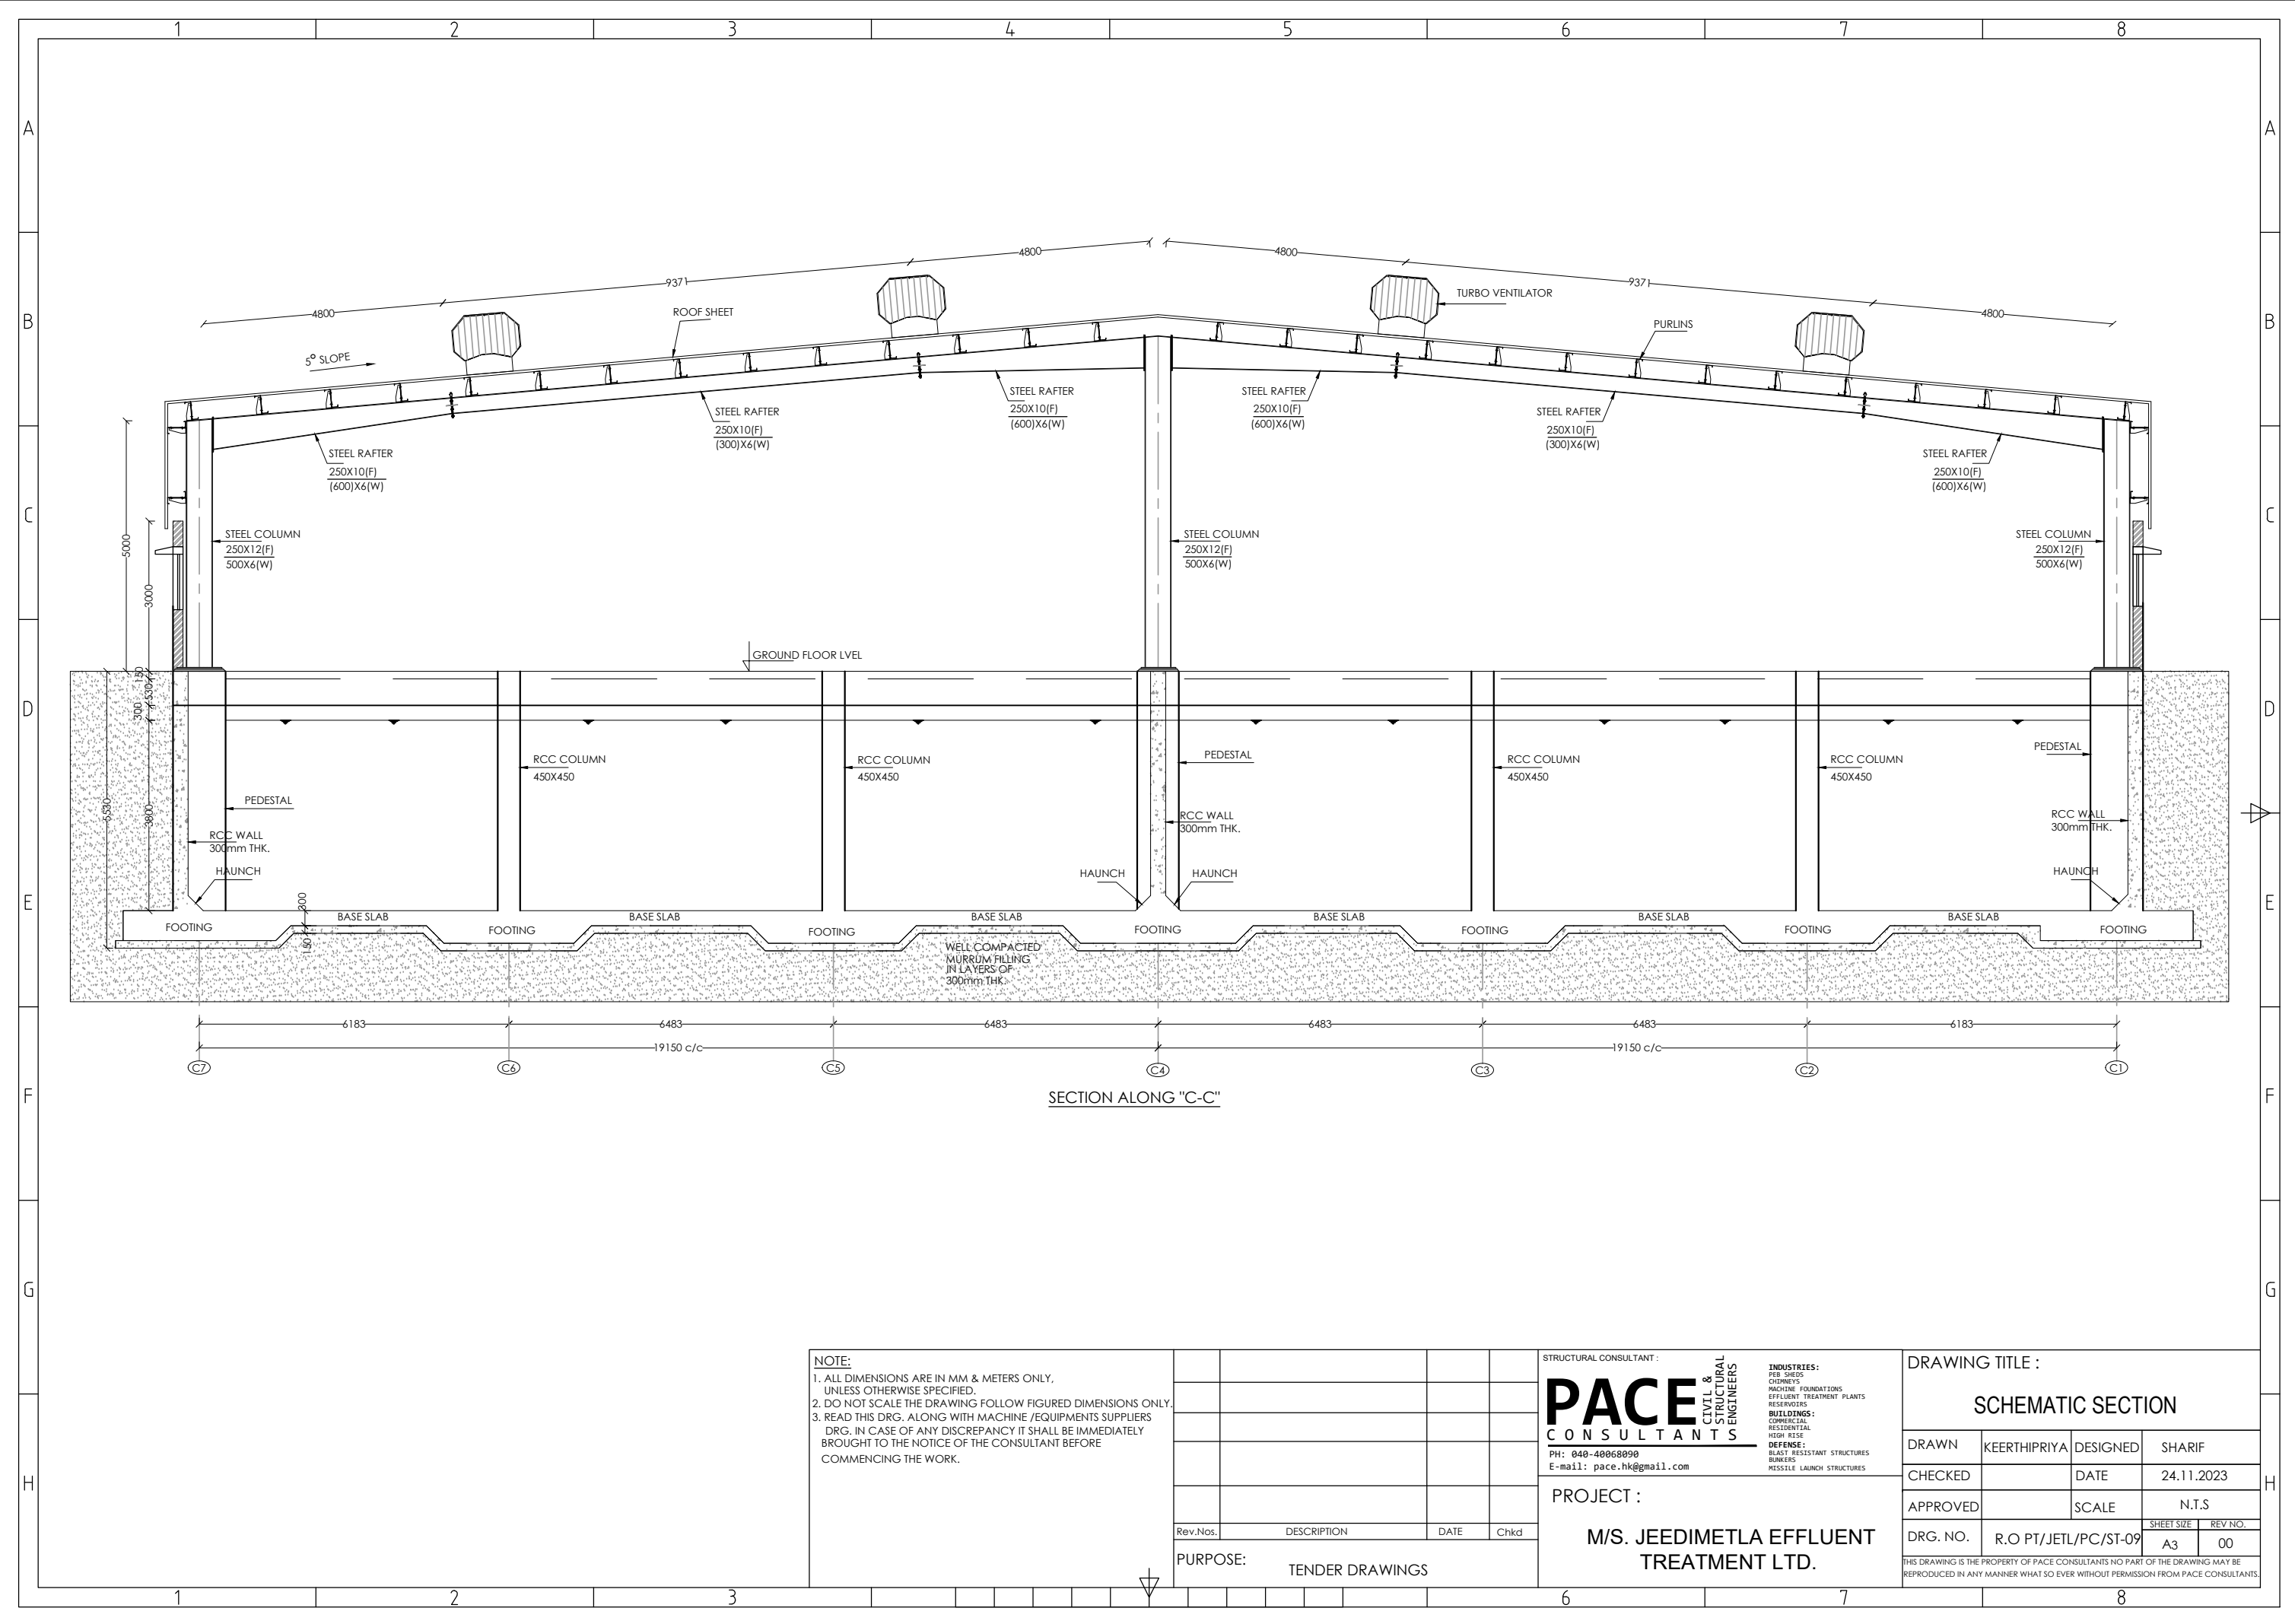 1 2 3 4 5 6 7 8
A A
B B
C C
D D
E E
F F
G G
H H
4800
9371
4800
4800
9371
4800
5° SLOPE
ROOF SHEET
TURBO VENTILATOR
PURLINS
STEEL RAFTER
250X10(F)
(600)X6(W)
STEEL RAFTER
250X10(F)
(300)X6(W)
STEEL RAFTER
250X10(F)
(600)X6(W)
STEEL RAFTER
250X10(F)
(600)X6(W)
STEEL RAFTER
250X10(F)
(300)X6(W)
STEEL RAFTER
250X10(F)
(600)X6(W)
STEEL COLUMN
250X12(F)
500X6(W)
STEEL COLUMN
250X12(F)
500X6(W)
STEEL COLUMN
250X12(F)
500X6(W)
5000
3000
GROUND FLOOR LVEL
150
530
300
3800
5530
PEDESTAL
RCC WALL
300mm THK.
HAUNCH
RCC COLUMN
450X450
RCC COLUMN
450X450
PEDESTAL
RCC WALL
300mm THK.
HAUNCH
HAUNCH
RCC COLUMN
450X450
RCC COLUMN
450X450
PEDESTAL
RCC WALL
300mm THK.
HAUNCH
300
150
FOOTING
BASE SLAB
FOOTING
BASE SLAB
FOOTING
BASE SLAB
FOOTING
BASE SLAB
FOOTING
BASE SLAB
FOOTING
BASE SLAB
FOOTING
WELL COMPACTED
MURRUM FILLING
IN LAYERS OF
300mm THK.
6183 6483 6483 6483 6483 6183
19150 c/c 19150 c/c
C7 C6 C5 C4 C3 C2 C1
SECTION ALONG "C-C"
NOTE:
1. ALL DIMENSIONS ARE IN MM & METERS ONLY,
UNLESS OTHERWISE SPECIFIED.
2. DO NOT SCALE THE DRAWING FOLLOW FIGURED DIMENSIONS ONLY.
3. READ THIS DRG. ALONG WITH MACHINE /EQUIPMENTS SUPPLIERS
DRG. IN CASE OF ANY DISCREPANCY IT SHALL BE IMMEDIATELY
BROUGHT TO THE NOTICE OF THE CONSULTANT BEFORE
COMMENCING THE WORK.
Rev.Nos. DESCRIPTION DATE Chkd
PURPOSE:
TENDER DRAWINGS
STRUCTURAL CONSULTANT :
PACE
CIVIL &
STRUCTURAL
ENGINEERS
CONSULTANTS
PH: 040-40068090
E-mail: pace.hk@gmail.com
INDUSTRIES:
PEB SHEDS
CHIMNEYS
MACHINE FOUNDATIONS
EFFLUENT TREATMENT PLANTS
RESERVOIRS
BUILDINGS:
COMMERCIAL
RESIDENTIAL
HIGH RISE
DEFENSE:
BLAST RESISTANT STRUCTURES
BUNKERS
MISSILE LAUNCH STRUCTURES
PROJECT :
M/S. JEEDIMETLA EFFLUENT
TREATMENT LTD.
DRAWING TITLE :
SCHEMATIC SECTION
DRAWN KEERTHIPRIYA DESIGNED SHARIF
CHECKED DATE 24.11.2023
APPROVED SCALE N.T.S
DRG. NO. R.O PT/JETL/PC/ST-09
SHEET SIZE REV NO.
A3 00
THIS DRAWING IS THE PROPERTY OF PACE CONSULTANTS NO PART OF THE DRAWING MAY BE
REPRODUCED IN ANY MANNER WHAT SO EVER WITHOUT PERMISSION FROM PACE CONSULTANTS.
1 2 3 6 7 8